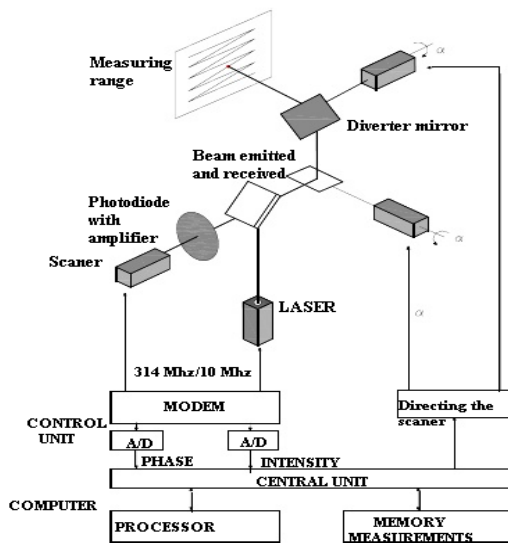 Measuring
range
α
Diverter mirror
Beam emitted
and received
Photodiode
with
amplifier
Scaner
α
LASER
α
314 Mhz/10 Mhz
MODEM
Directing the
scaner
CONTROL
UNIT
A/D
A/D
PHASE
INTENSITY
CENTRAL UNIT
COMPUTER
PROCESSOR
MEMORY
MEASUREMENTS